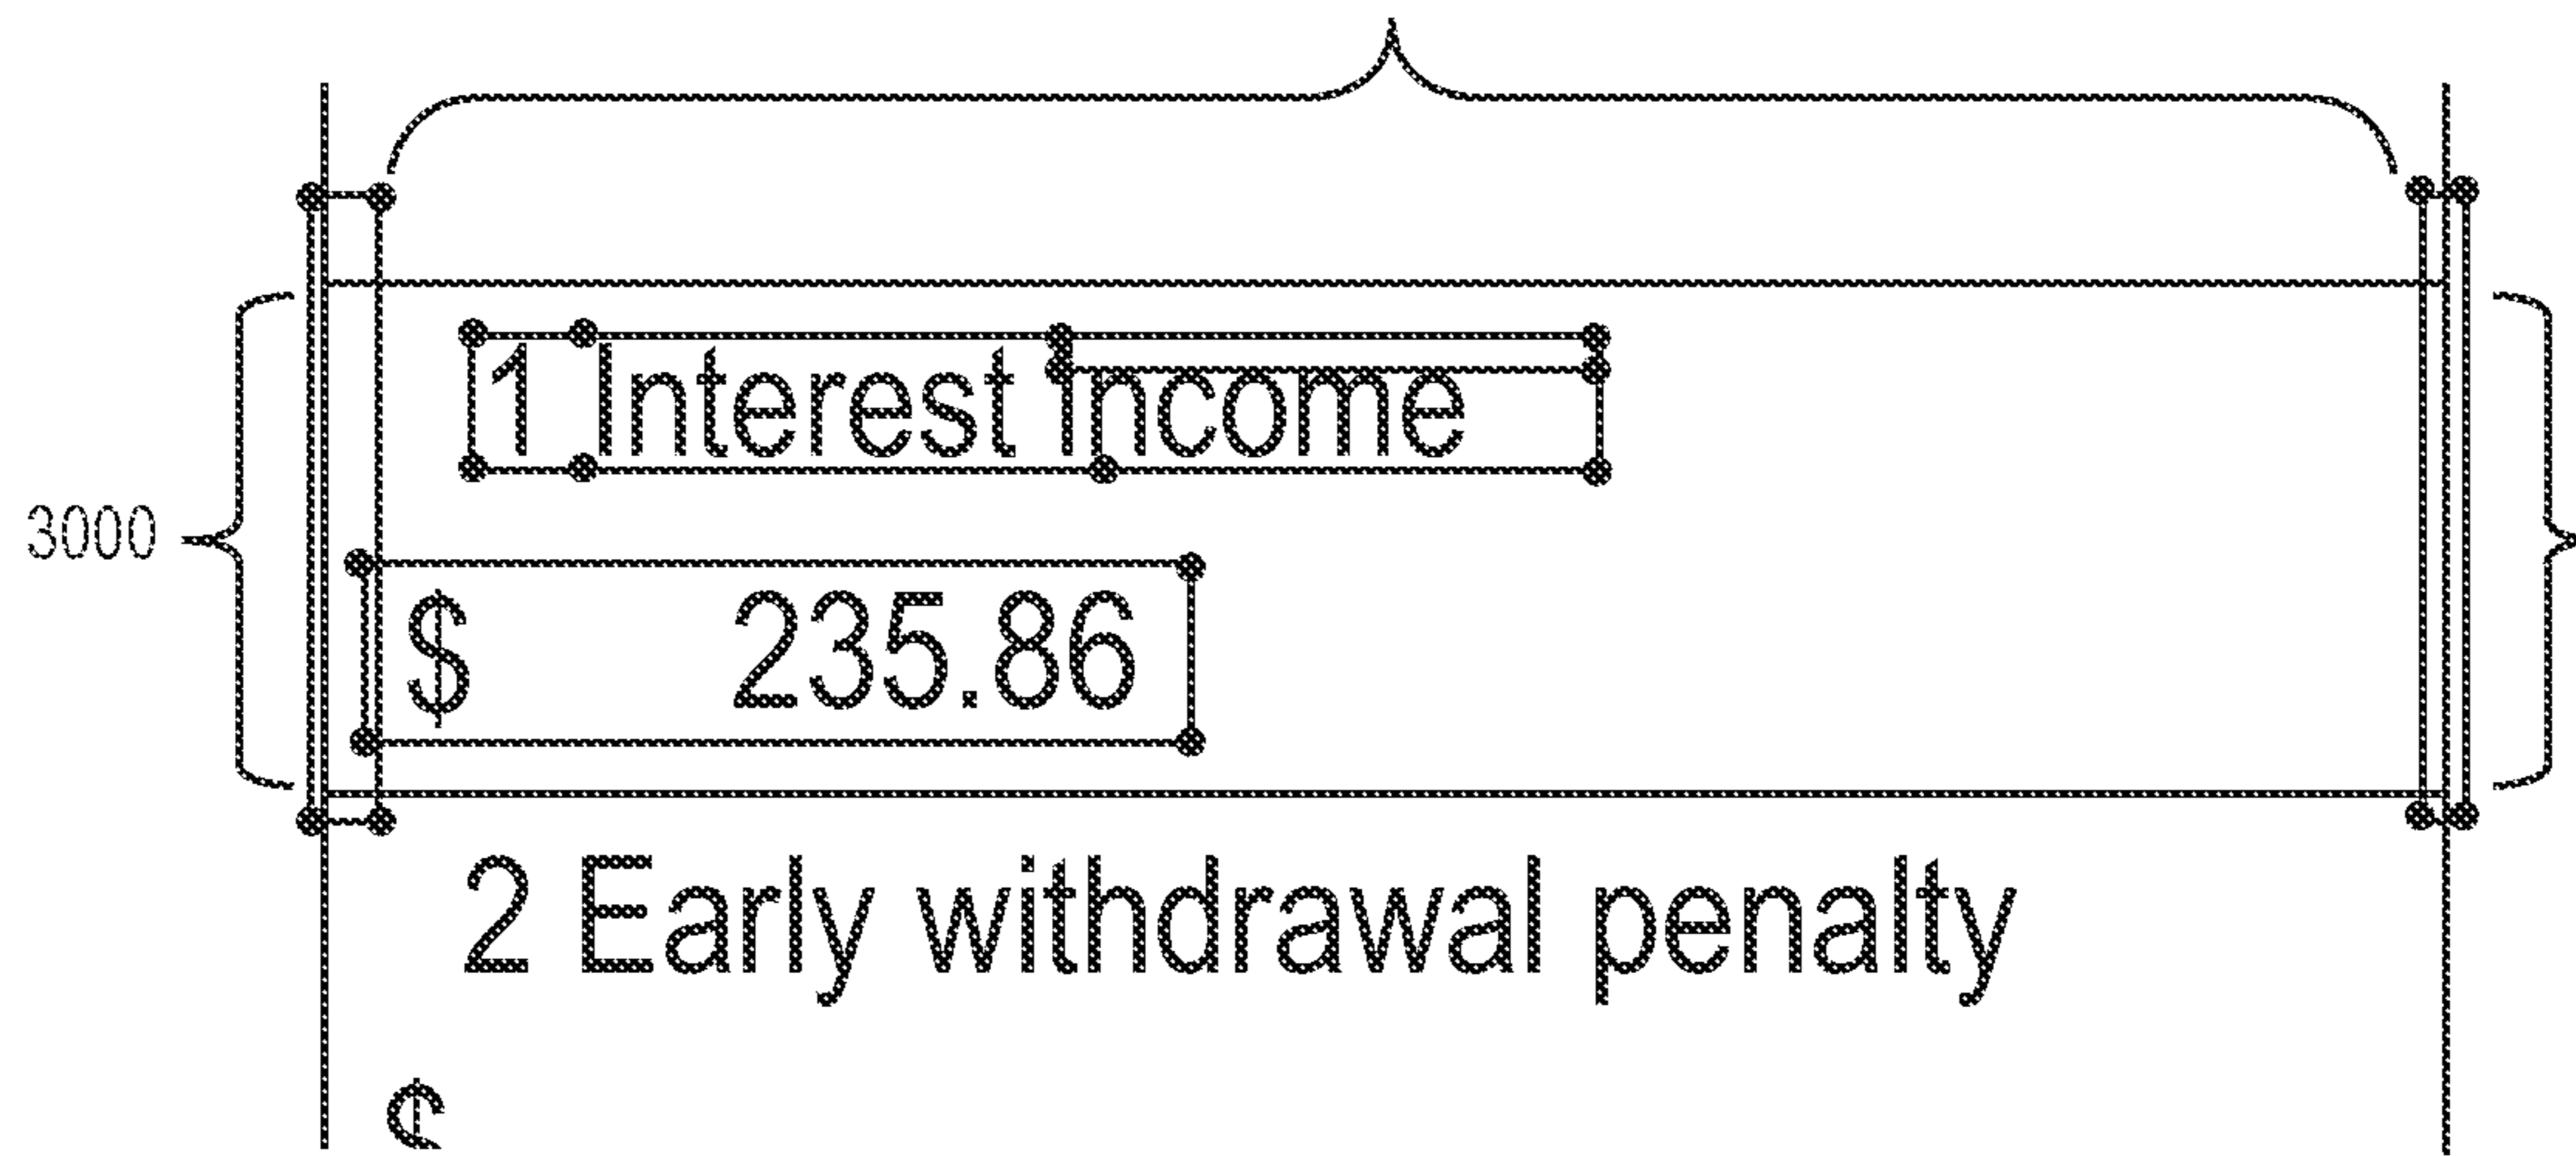 1 Interest income
3000
$ 235.86
2 Early withdrawal penalty
$